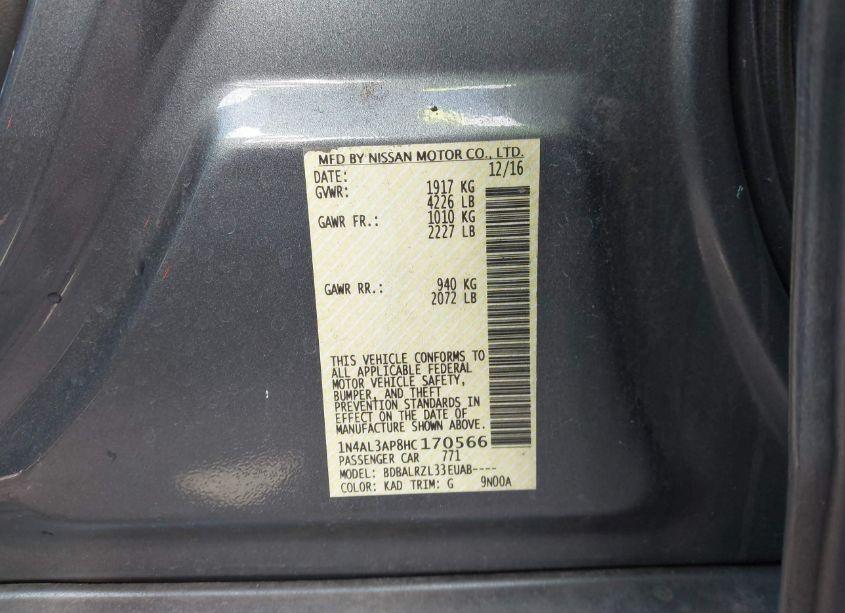 MFD BY NISSAN MOTOR CO., LTD.
DATE: 12/16
GVWR: 1917 KG
4226 LB
GAWR FR.: 1010 KG
2227 LB
GAWR RR.: 940 KG
2072 LB
THIS VEHICLE CONFORMS TO
ALL APPLICABLE FEDERAL
MOTOR VEHICLE SAFETY,
BUMPER, AND THEFT
PREVENTION STANDARDS IN
EFFECT ON THE DATE OF
MANUFACTURE SHOWN ABOVE.
1N4AL3AP8HC170566
PASSENGER CAR 771
MODEL: BDBALRZL33EUAB----
COLOR: KAD TRIM: G 9N00A